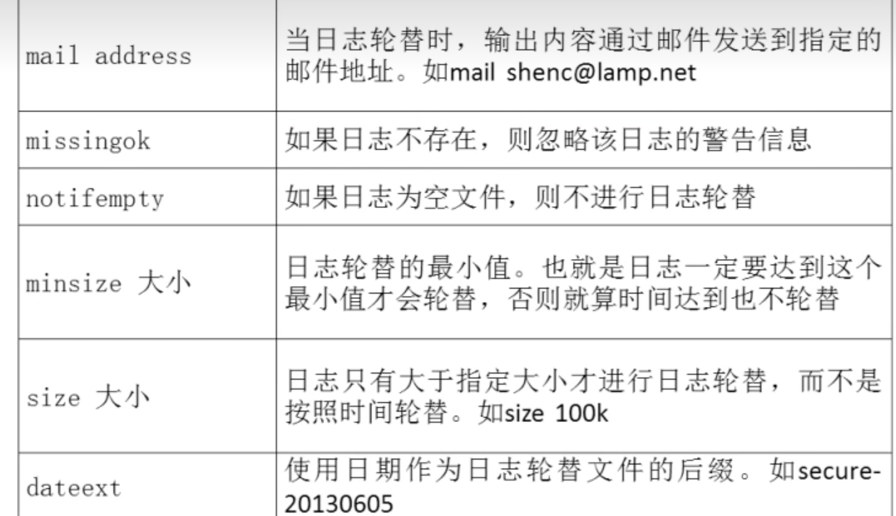 mail address
当日志轮替时，输出内容通过邮件发送到指定的
邮件地址。如mail shenc@lamp.net
missingok
如果日志不存在，则忽略该日志的警告信息
notifempty
如果日志为空文件，则不进行日志轮替
minsize 大小
日志轮替的最小值。也就是日志一定要达到这个
最小值才会轮替，否则就算时间达到也不轮替
size 大小
日志只有大于指定大小才进行日志轮替，而不是
按照时间轮替。如size 100k
dateext
使用日期作为日志轮替文件的后缀。如secure-
20130605